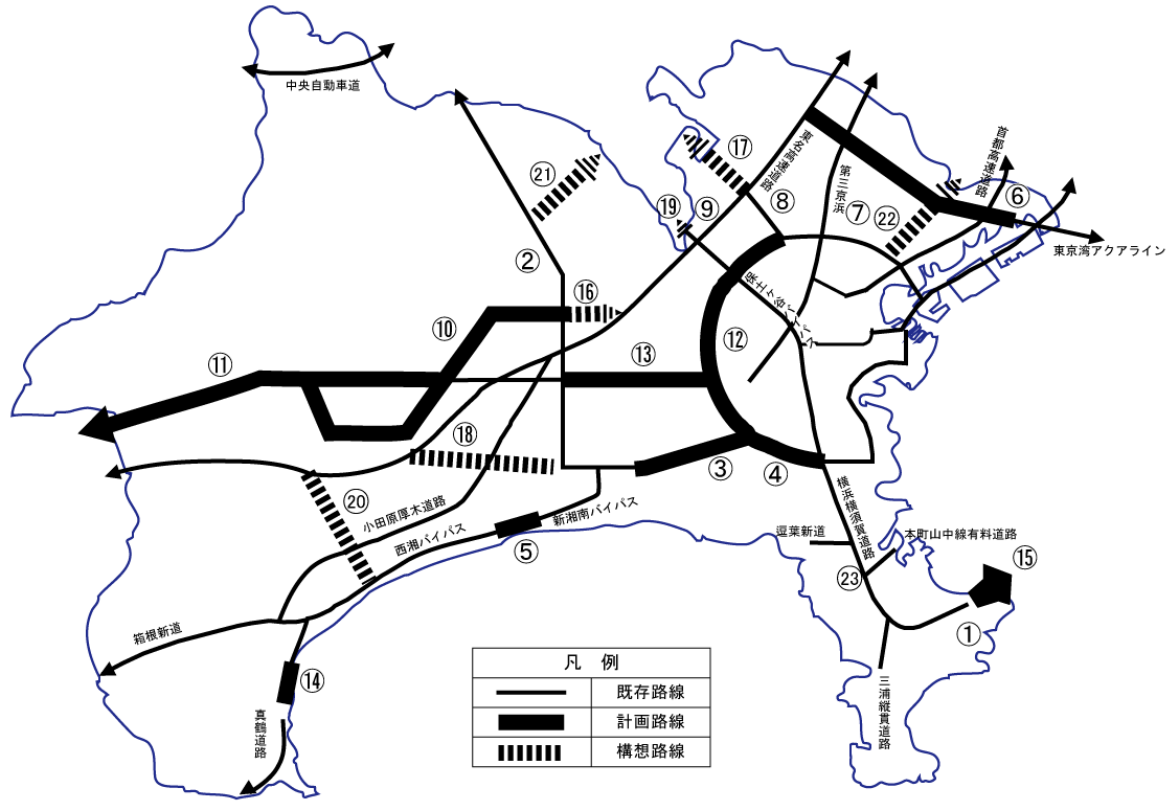 中央自動車道
⑰
東名高速道路
首都高速道路
㉑
第三京浜
⑥
⑲
⑨
⑧
⑦
㉒
東京湾アクアライン
②
⑯
保土ヶ谷バイパス
⑩
⑪
⑬
⑫
⑱
③
④
⑳
小田原厚木道路
西湘バイパス
新湘南バイパス
⑤
横浜横須賀道路
逗葉新道
本町山中線有料道路
㉓
⑮
①
箱根新道
⑭
真鶴道路
三浦縦貫道路
凡 例
既存路線
計画路線
構想路線